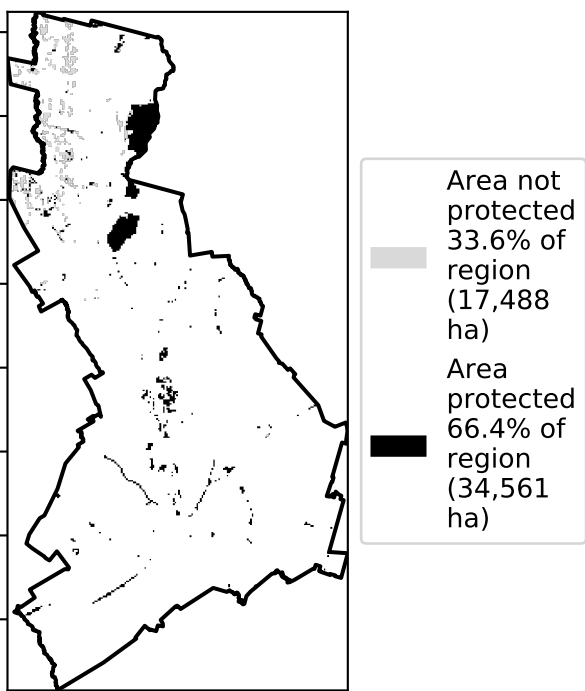 Area not
protected
33.6% of
region
(17,488
ha)
Area
protected
66.4% of
region
(34,561
ha)